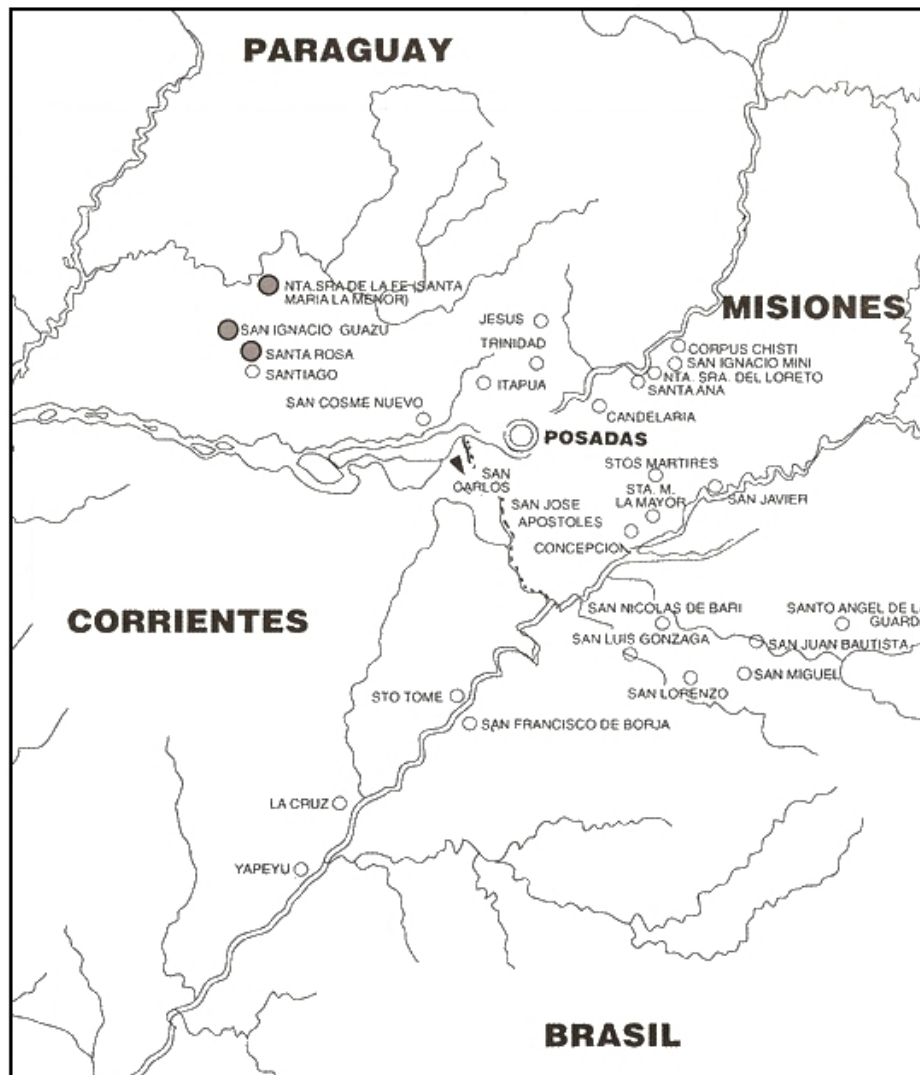 PARAGUAY
NTA.SRA DE LA FE (SANTA
MARIA LA MENOR)
MISIONES
SAN IGNACIO GUAZU
JESUS
TRINIDAD
CORPUS CHISTI
SAN IGNACIO MINI
SANTA ROSA
SANTIAGO
NTA. SRA. DEL LORETO
SANTA ANA
ITAPUA
SAN COSME NUEVO
CANDELARIA
POSADAS
STOS MARTIRES
SAN
CARLOS
STA. M.
LA MAYOR
SAN JAVIER
SAN JOSE
APOSTOLES
CONCEPCION
CORRIENTES
SAN NICOLAS DE BARI
SANTO ANGEL DE LA
GUARD
SAN LUIS GONZAGA
SAN JUAN BAUTISTA
SAN MIGUEL
SAN LORENZO
STO TOME
SAN FRANCISCO DE BORJA
LA CRUZ
YAPEYU
BRASIL